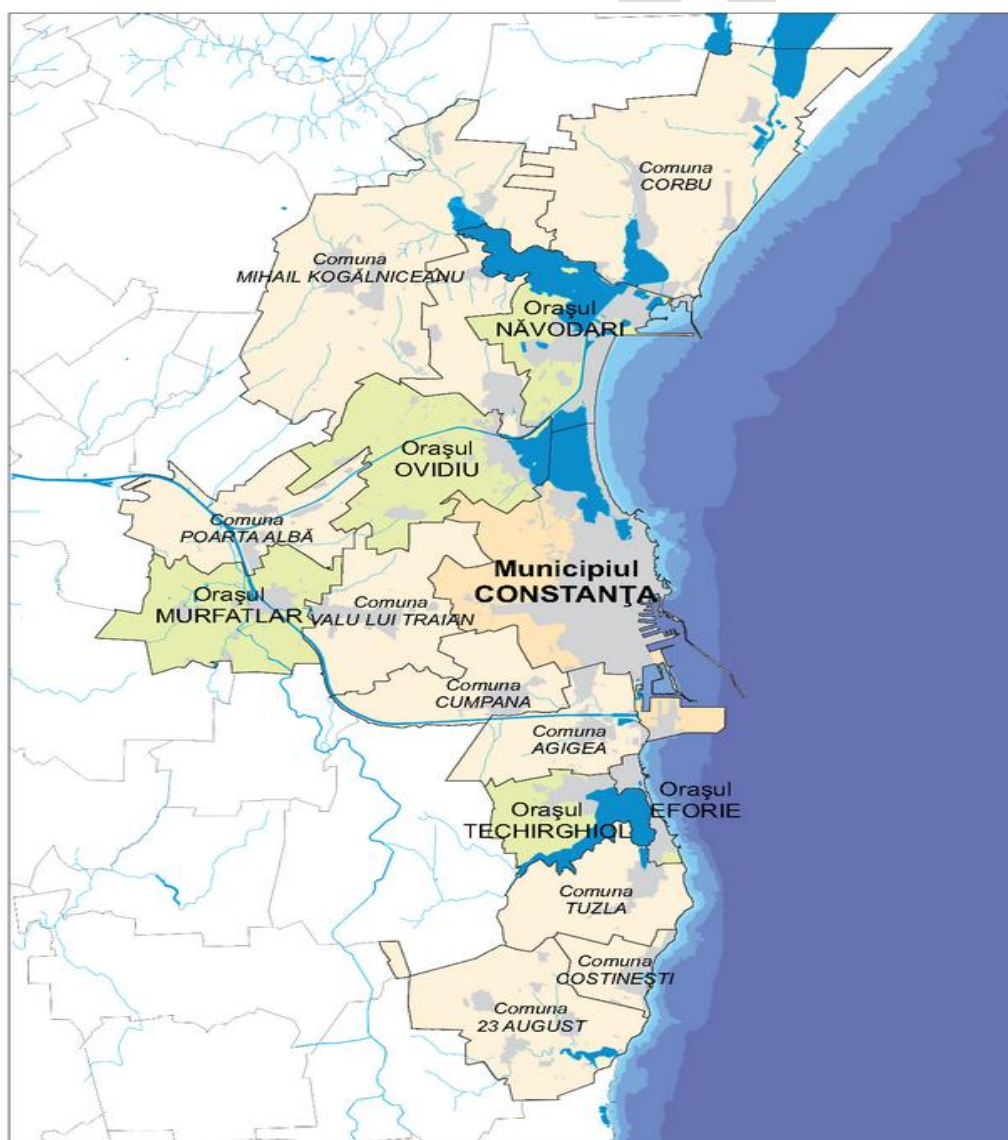 Comuna
CORBU
Comuna
MIHAIL KOGĂLNICEANU
Oraşul
NĂVODARI
Oraşul
OVIDIU
Comuna
POARTA ALBĂ
Municipiul
CONSTANŢA
Oraşul
MURFATLAR
Comuna
VALU LUI TRAIAN
Comuna
CUMPANA
Comuna
AGIGEA
Oraşul
EFORIE
Oraşul
TECHIRGHIOL
Comuna
TUZLA
Comuna
COSTINEŞTI
Comuna
23 AUGUST